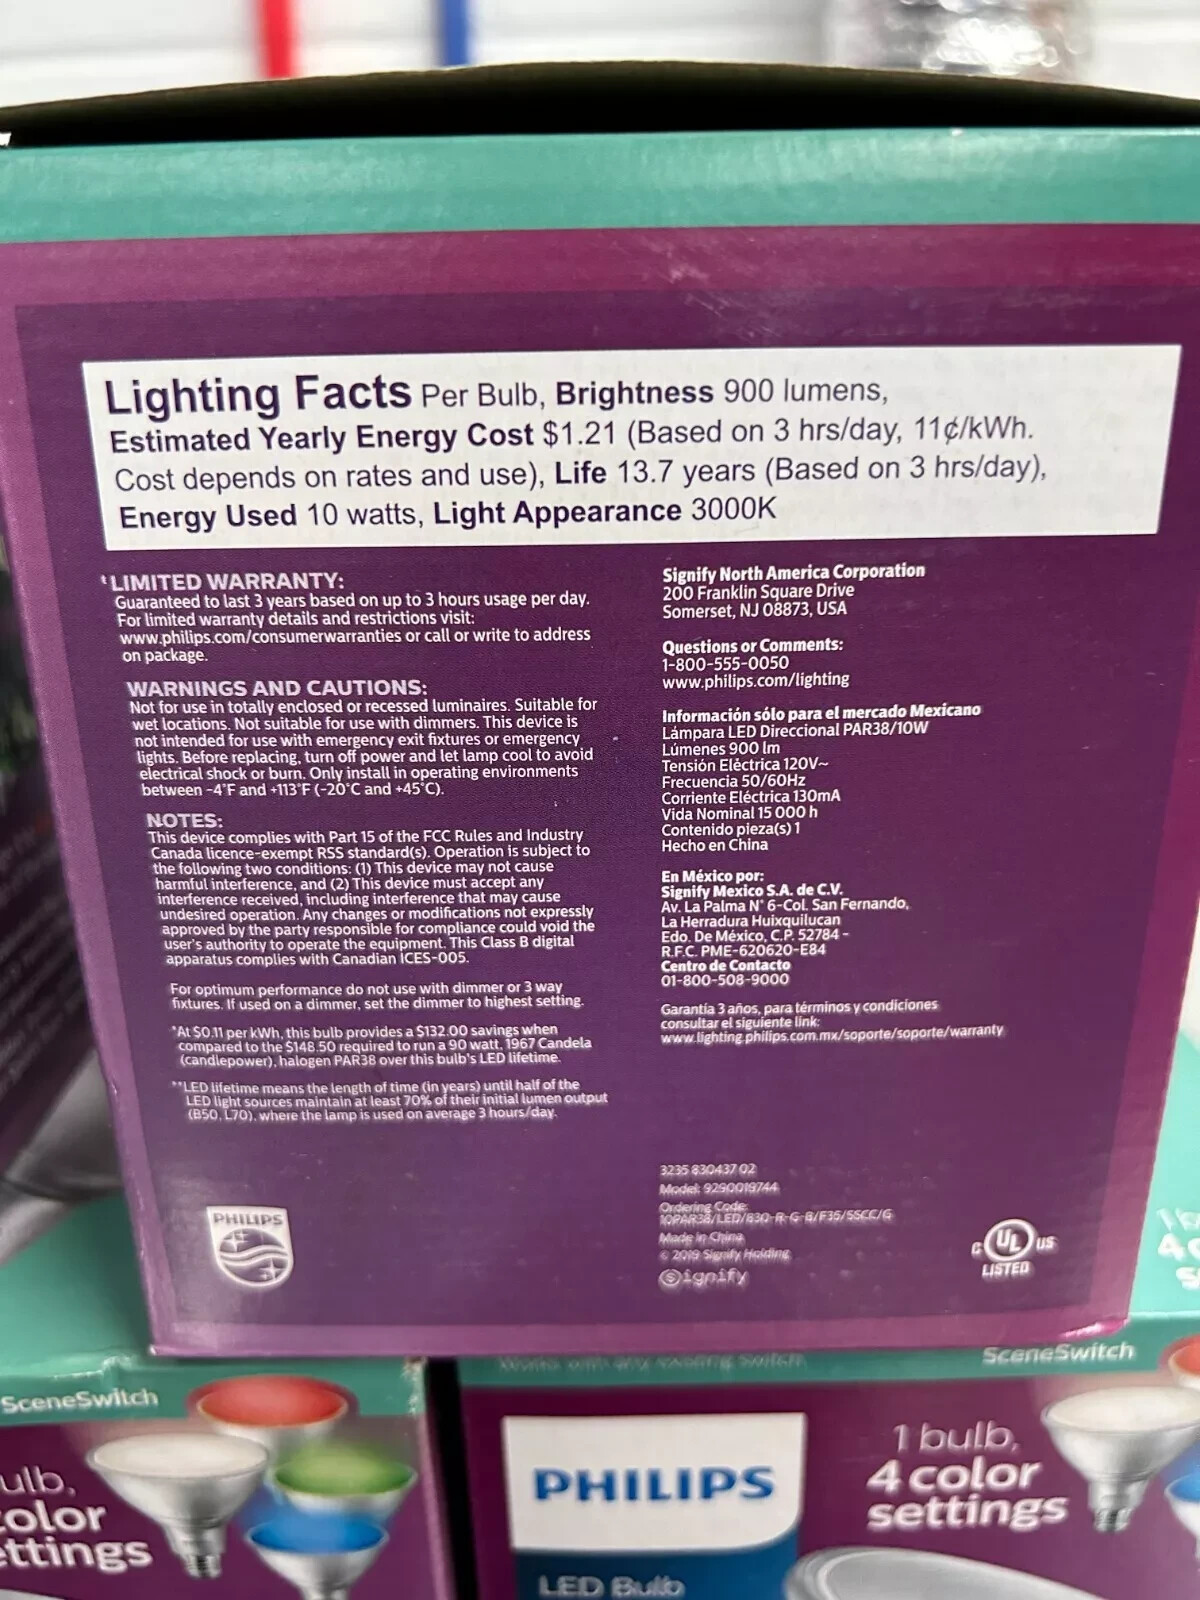 Lighting Facts Per Bulb, Brightness 900 lumens,
Estimated Yearly Energy Cost $1.21 (Based on 3 hrs/day, 11¢/kWh.
Cost depends on rates and use), Life 13.7 years (Based on 3 hrs/day),
Energy Used 10 watts, Light Appearance 3000K
‡LIMITED WARRANTY:
Guaranteed to last 3 years based on up to 3 hours usage per day.
For limited warranty details and restrictions visit:
www.philips.com/consumerwarranties or call or write to address
on package.
WARNINGS AND CAUTIONS:
Not for use in totally enclosed or recessed luminaires. Suitable for
wet locations. Not suitable for use with dimmers. This device is
not intended for use with emergency exit fixtures or emergency
lights. Before replacing, turn off power and let lamp cool to avoid
electrical shock or burn. Only install in operating environments
between -4°F and +113°F (-20°C and +45°C).
NOTES:
This device complies with Part 15 of the FCC Rules and Industry
Canada licence-exempt RSS standard(s). Operation is subject to
the following two conditions: (1) This device may not cause
harmful interference, and (2) This device must accept any
interference received, including interference that may cause
undesired operation. Any changes or modifications not expressly
approved by the party responsible for compliance could void the
user's authority to operate the equipment. This Class B digital
apparatus complies with Canadian ICES-005.
For optimum performance do not use with dimmer or 3 way
fixtures. If used on a dimmer, set the dimmer to highest setting.
*At $0.11 per kWh, this bulb provides a $132.00 savings when
compared to the $148.50 required to run a 90 watt, 1967 Candela
(candlepower), halogen PAR38 over this bulb's LED lifetime.
**LED lifetime means the length of time (in years) until half of the
LED light sources maintain at least 70% of their initial lumen output
(B50, L70), where the lamp is used on average 3 hours/day.
PHILIPS
Signify North America Corporation
200 Franklin Square Drive
Somerset, NJ 08873, USA
Questions or Comments:
1-800-555-0050
www.philips.com/lighting
Información sólo para el mercado Mexicano
Lámpara LED Direccional PAR38/10W
Lúmenes 900 lm
Tensión Eléctrica 120V~
Frecuencia 50/60Hz
Corriente Eléctrica 130mA
Vida Nominal 15 000 h
Contenido pieza(s) 1
Hecho en China
En México por:
Signify Mexico S.A. de C.V.
Av. La Palma N° 6-Col. San Fernando,
La Herradura Huixquilucan
Edo. De México, C.P. 52784 -
R.F.C. PME-620620-E84
Centro de Contacto
01-800-508-9000
Garantía 3 años, para términos y condiciones
consultar el siguiente link:
www.lighting.philips.com.mx/soporte/soporte/warranty
3235 830437 02
Model: 9290019744
Ordering Code:
10PAR38/LED/830-R-G-B/F35/5SCC/G
Made in China
© 2019 Signify Holding
Signify
C UL US
LISTED
SceneSwitch
ulb,
color
ettings
Works with any existing switch
SceneSwitch
PHILIPS
LED Bulb
1 bulb,
4 color
settings